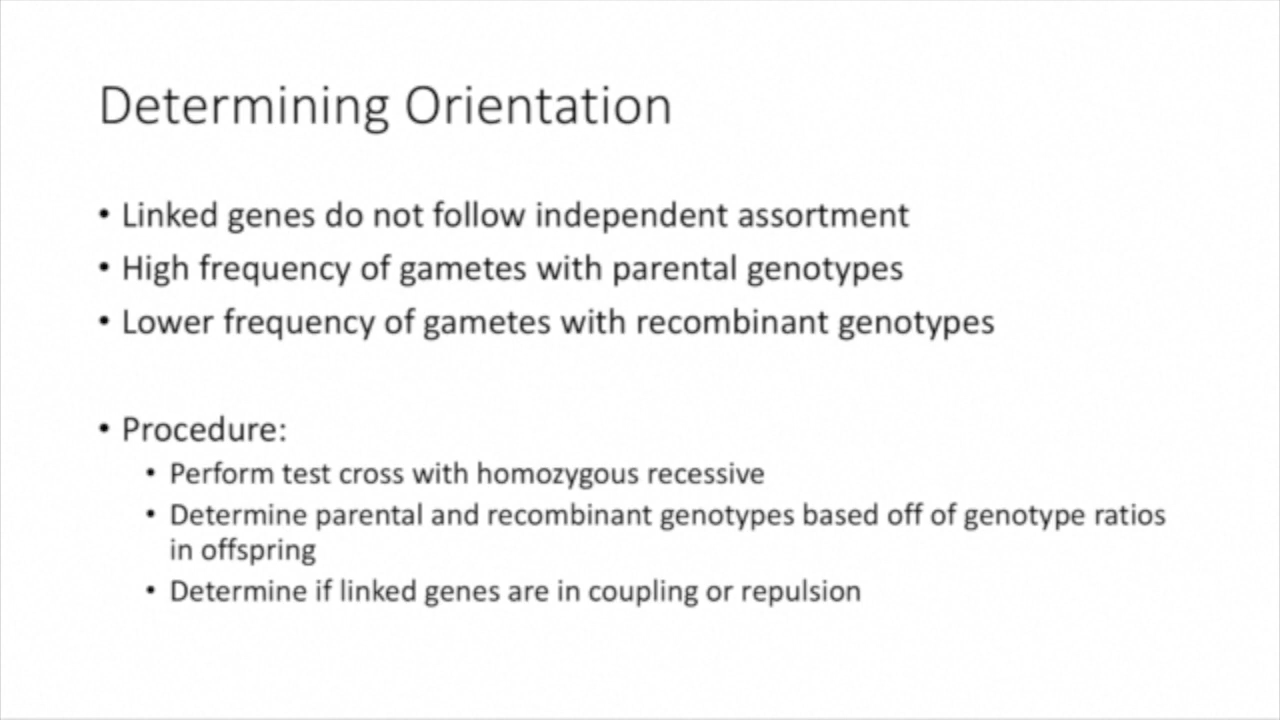 Determining Orientation
• Linked genes do not follow independent assortment
• High frequency of gametes with parental genotypes
• Lower frequency of gametes with recombinant genotypes
• Procedure:
• Perform test cross with homozygous recessive
• Determine parental and recombinant genotypes based off of genotype ratios
in offspring
• Determine if linked genes are in coupling or repulsion